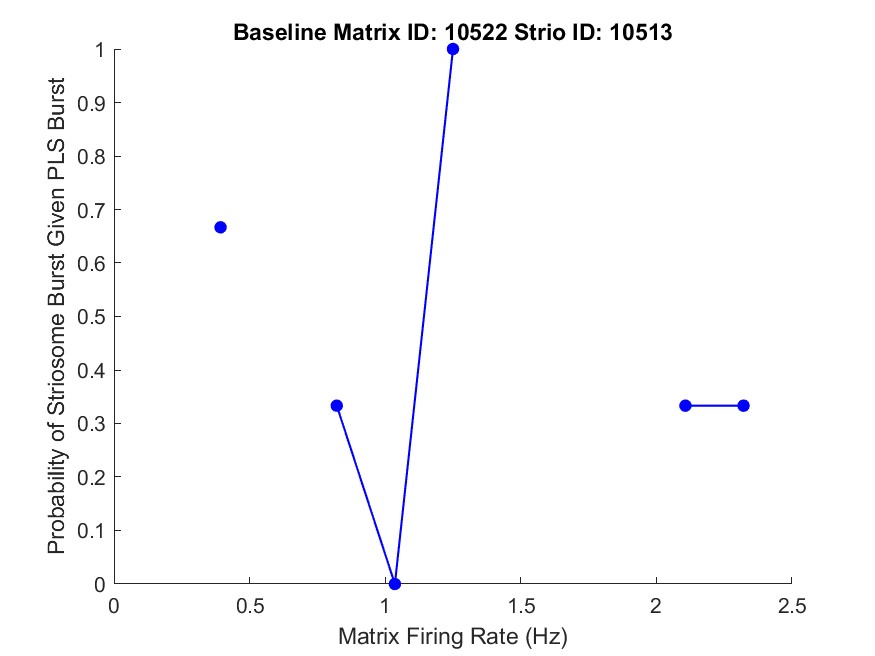 Baseline Matrix ID: 10522 Strio ID: 10513
Probability of Striosome Burst Given PLS Burst
1
0.9
0.8
0.7
0.6
0.5
0.4
0.3
0.2
0.1
0
0 0.5 1 1.5 2 2.5
Matrix Firing Rate (Hz)